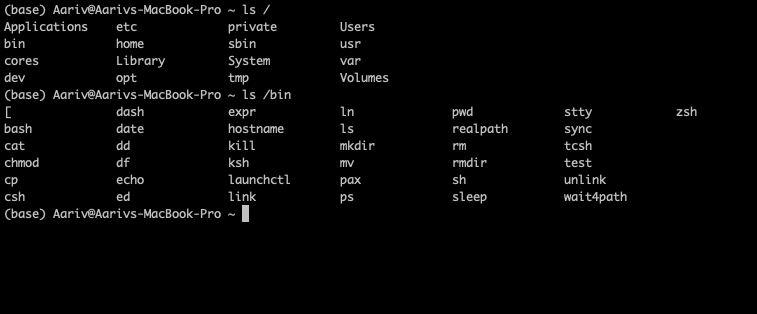 (base) Aariv@Aarivs-MacBook-Pro ~ ls /
Applications    etc             private         Users
bin             home            sbin            usr
cores           Library         System          var
dev             opt             tmp             Volumes
(base) Aariv@Aarivs-MacBook-Pro ~ ls /bin
[               dash            expr            ln              pwd             stty            zsh
bash            date            hostname        ls              realpath        sync
cat             dd              kill            mkdir           rm              tcsh
chmod           df              ksh             mv              rmdir           test
cp              echo            launchctl       pax             sh              unlink
csh             ed              link            ps              sleep           wait4path
(base) Aariv@Aarivs-MacBook-Pro ~